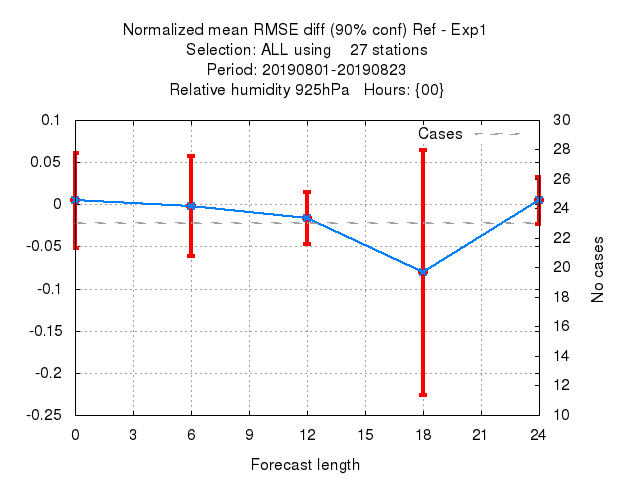 Normalized mean RMSE diff (90% conf) Ref - Exp1
Selection: ALL using    27 stations
Period: 20190801-20190823
Relative humidity 925hPa   Hours: {00}
Cases
0.1
0.05
0
-0.05
-0.1
-0.15
-0.2
-0.25
30
28
26
24
22
20
18
16
14
12
10
No cases
0 3 6 9 12 15 18 21 24
Forecast length